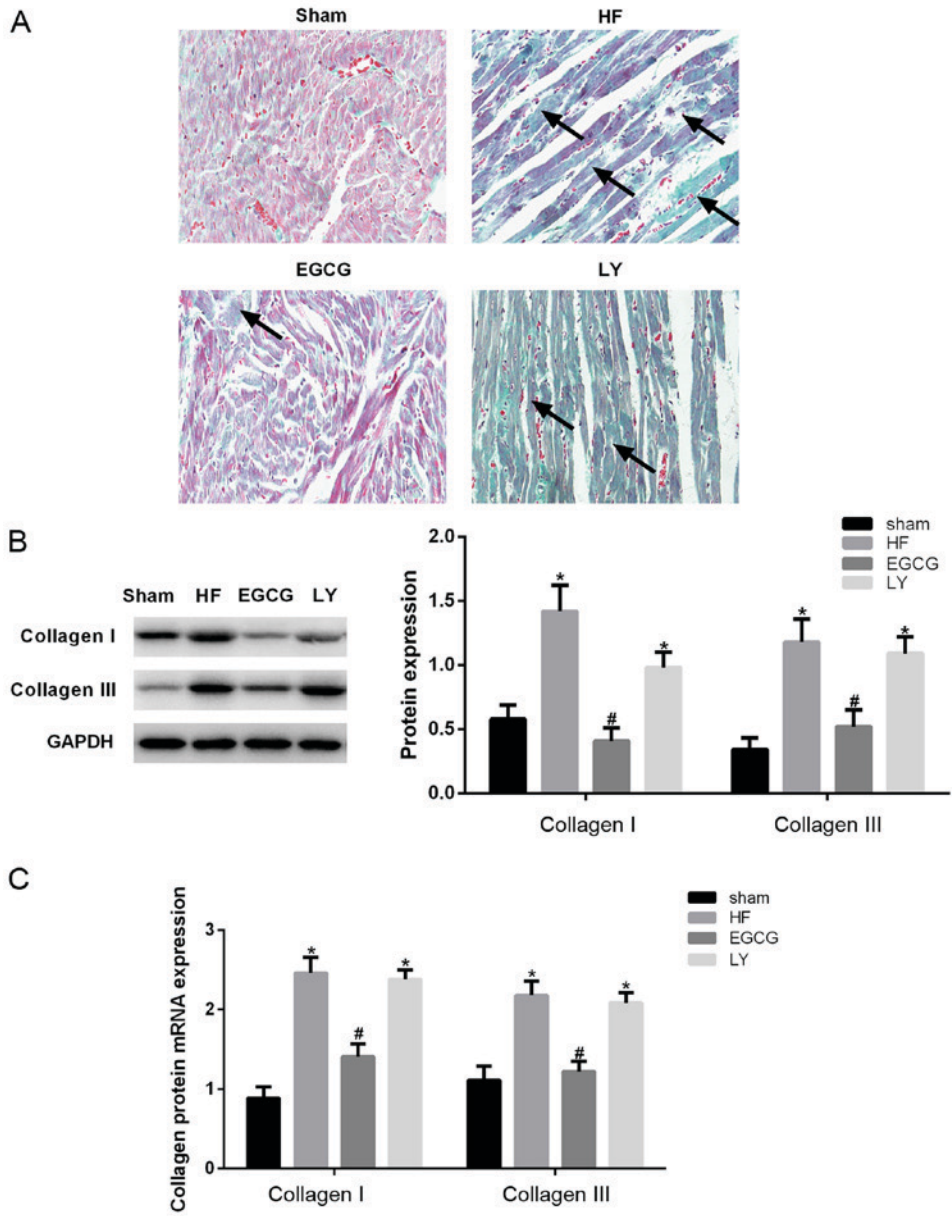 A
Sham HF
EGCG LY
B
Sham HF EGCG LY
Collagen I
Collagen III
GAPDH
sham
HF
EGCG
LY
Protein expression
2.0
1.5
1.0
0.5
0.0
* # * * # *
Collagen I Collagen III
C
sham
HF
EGCG
LY
Collagen protein mRNA expression
3
2
1
0
* # * * # *
Collagen I Collagen III